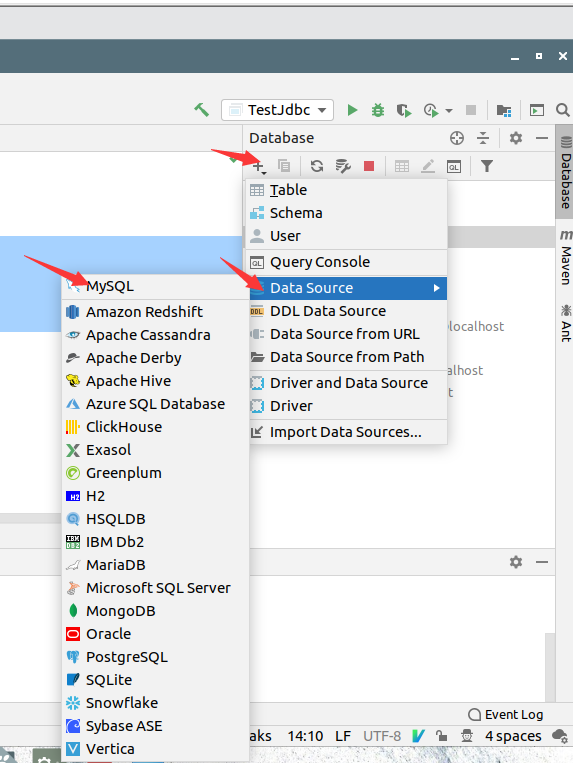 TestJdbc
Database
Table
Schema
User
Query Console
Data Source
DDL Data Source
Data Source from URL
Data Source from Path
Driver and Data Source
Driver
Import Data Sources...
localhost
MySQL
Amazon Redshift
Apache Cassandra
Apache Derby
Apache Hive
Azure SQL Database
ClickHouse
Exasol
Greenplum
H2
HSQLDB
IBM Db2
MariaDB
Microsoft SQL Server
MongoDB
Oracle
PostgreSQL
SQLite
Snowflake
Sybase ASE
Vertica
Database
Maven
Ant
Event Log
14:10 LF UTF-8 4 spaces